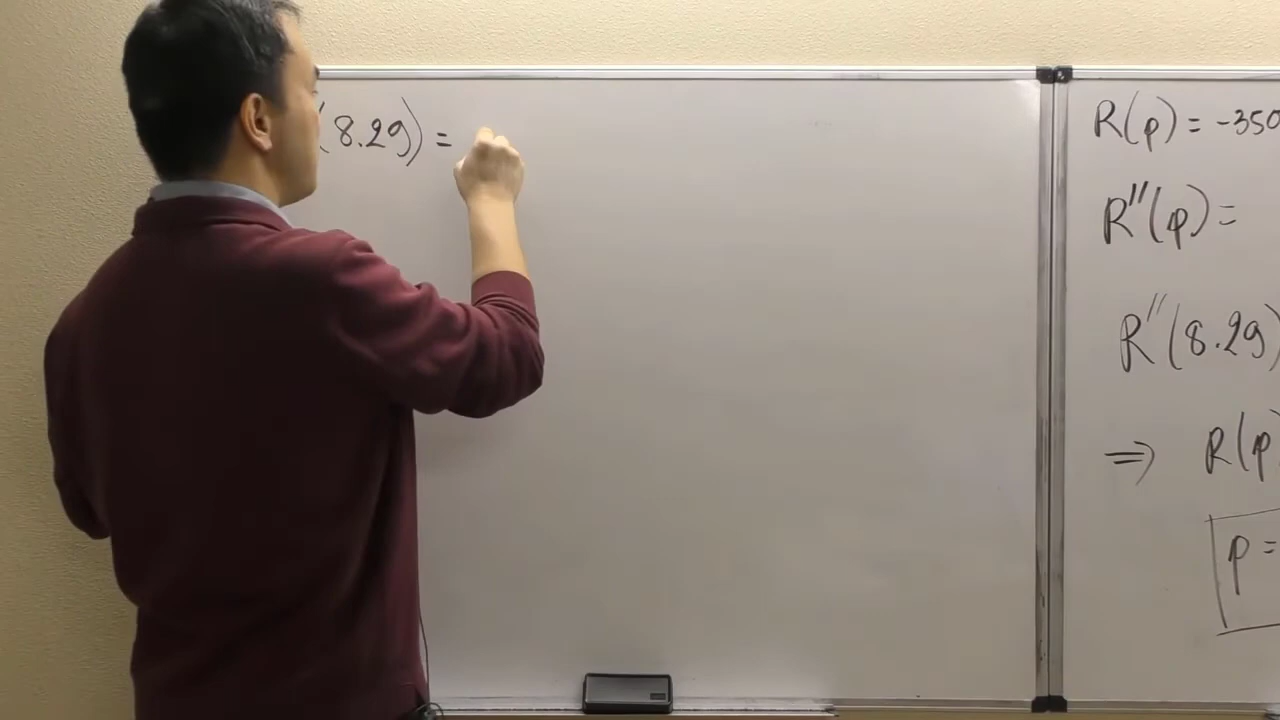 (8.29) =
R(p) = -350
R''(p) =
R''(8.29)
⇒ R(p)
p =